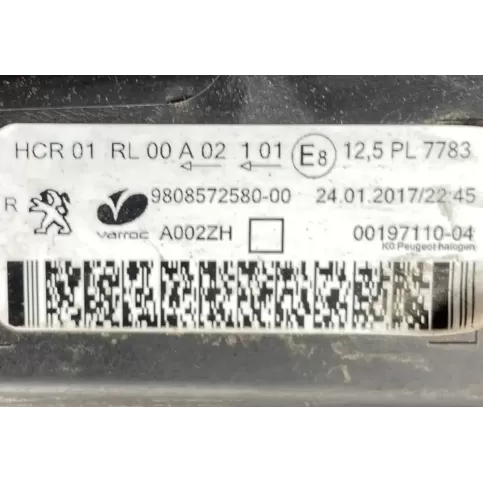 HCR 01 RL 00 A 02 1 01 E8 12,5 PL 7783
R 9808572580-00 24.01.2017/22:45
varroc A002ZH 00197110-04
K0 Peugeot halogen